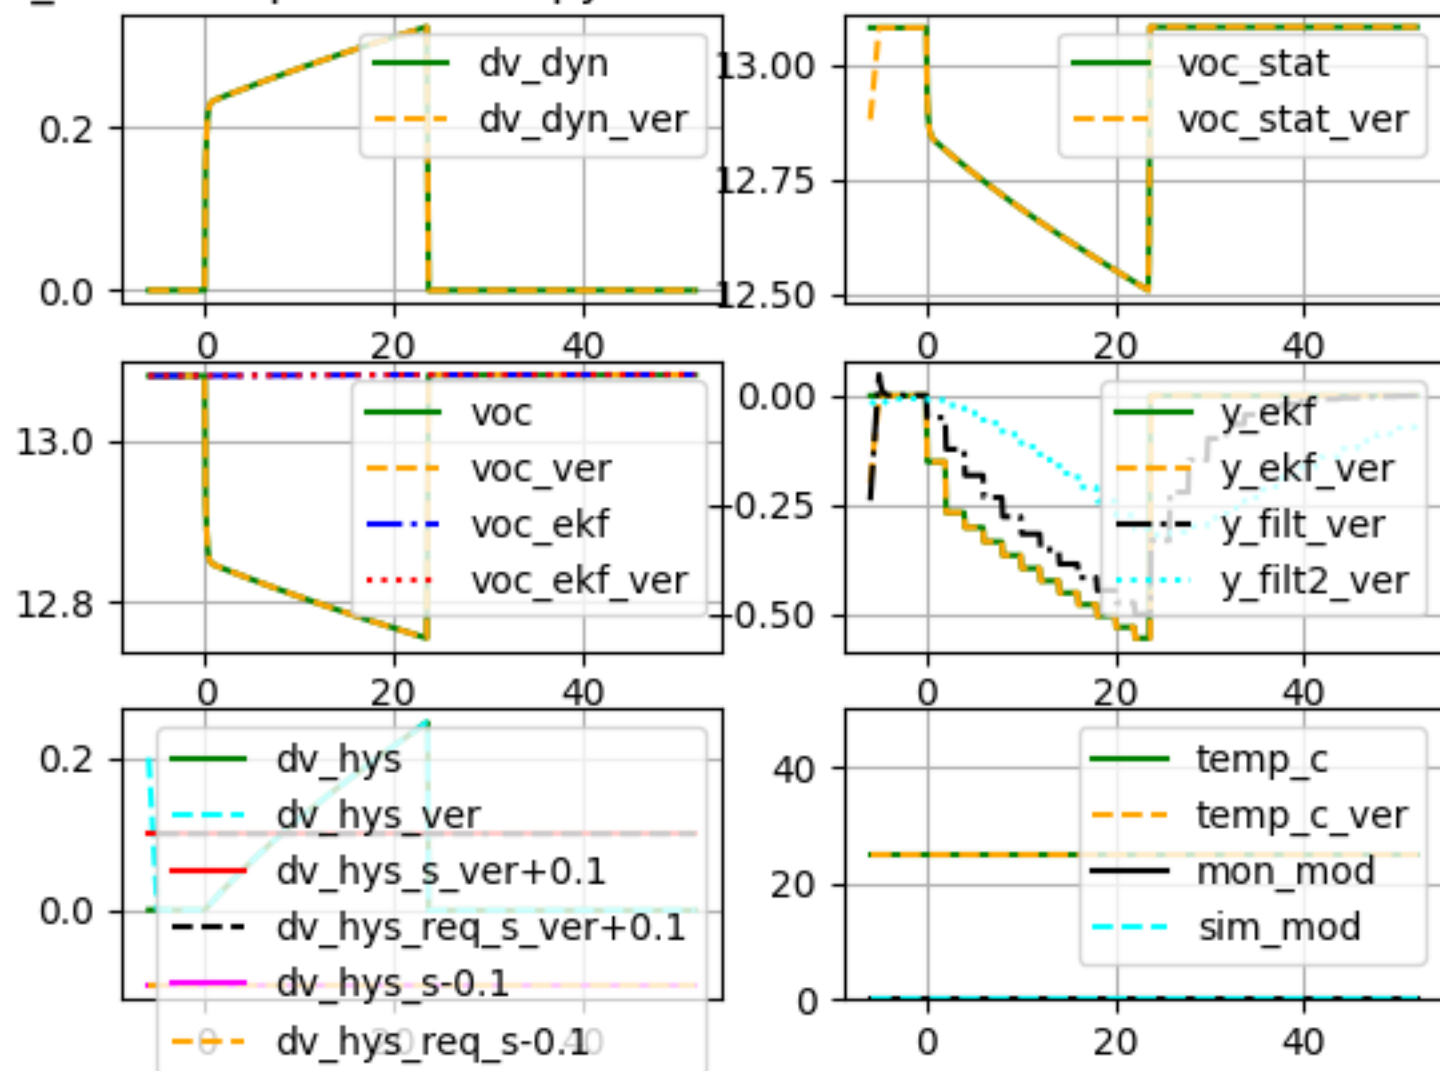 dv_dyn
dv_dyn_ver
0.2
0.0
0 20 40
voc_stat
voc_stat_ver
13.00
12.75
12.50
0 20 40
voc
voc_ver
voc_ekf
voc_ekf_ver
13.0
12.8
0 20 40
y_ekf
y_ekf_ver
y_filt_ver
y_filt2_ver
0.00
−0.25
−0.50
0 20 40
dv_hys
dv_hys_ver
dv_hys_s_ver+0.1
dv_hys_req_s_ver+0.1
dv_hys_s-0.1
dv_hys_req_s-0.1
0.2
0.0
0 20 40
temp_c
temp_c_ver
mon_mod
sim_mod
40
20
0
0 20 40